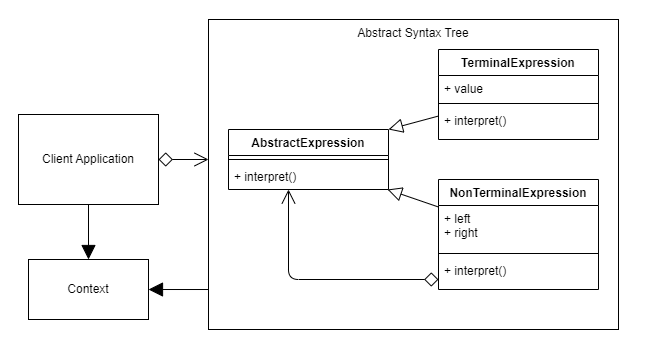 Abstract Syntax Tree
TerminalExpression
+ value
+ interpret()
Client Application
AbstractExpression
+ interpret()
NonTerminalExpression
+ left
+ right
+ interpret()
Context